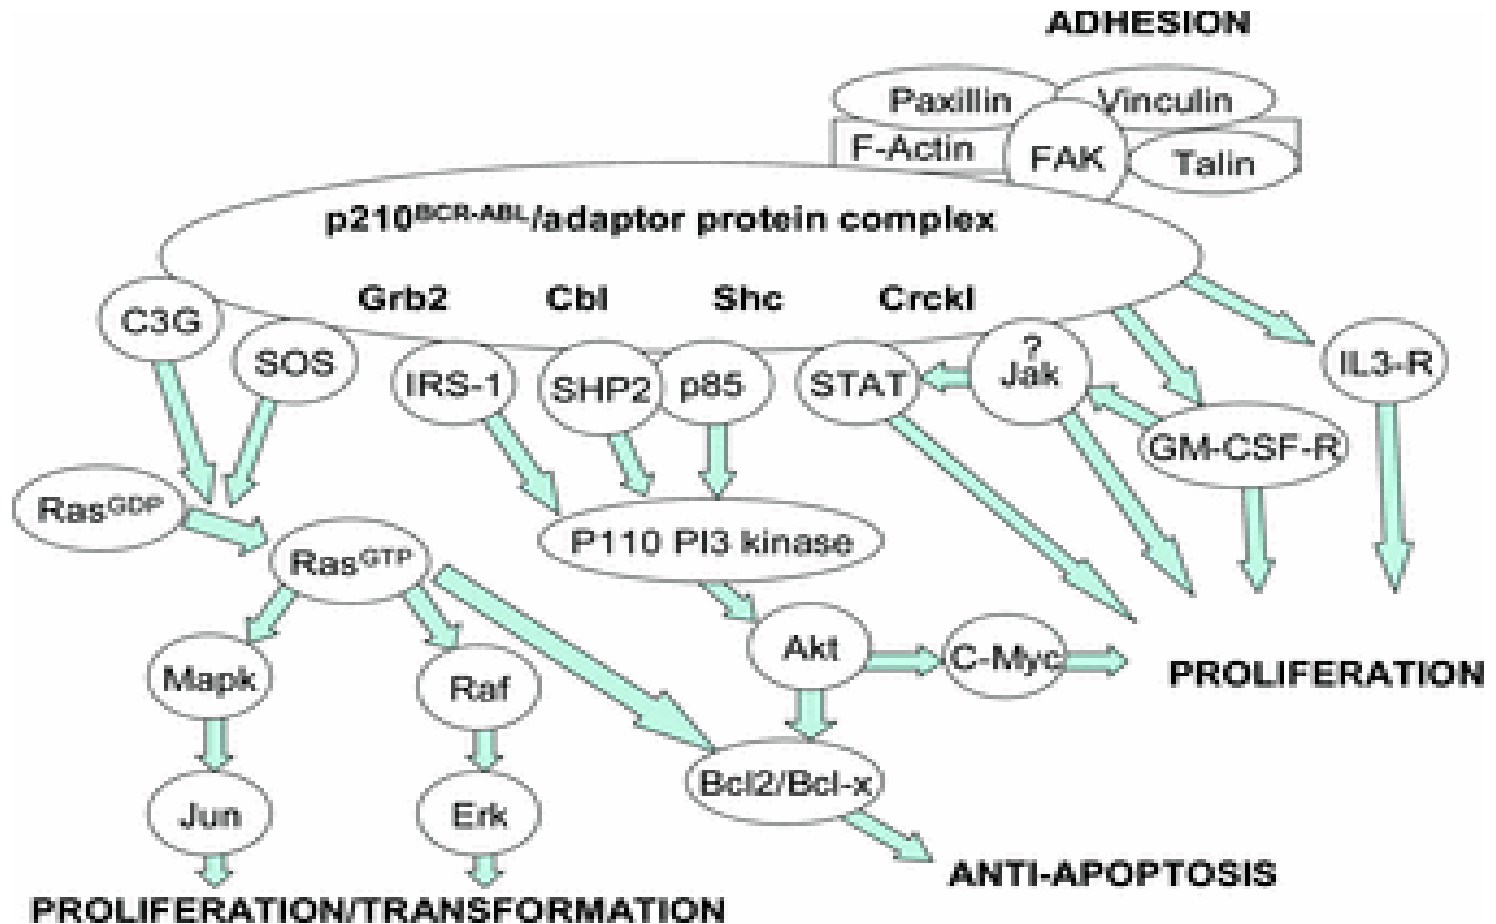 ADHESION
Paxillin Vinculin
F-Actin FAK Talin
p210BCR-ABL/adaptor protein complex
Grb2 Cbl Shc Crckl
C3G
SOS
IRS-1 SHP2 p85 STAT
?
Jak
IL3-R
GM-CSF-R
RasGDP
RasGTP
P110 PI3 kinase
Mapk Raf Akt C-Myc
PROLIFERATION
Jun Erk Bcl2/Bcl-x
ANTI-APOPTOSIS
PROLIFERATION/TRANSFORMATION